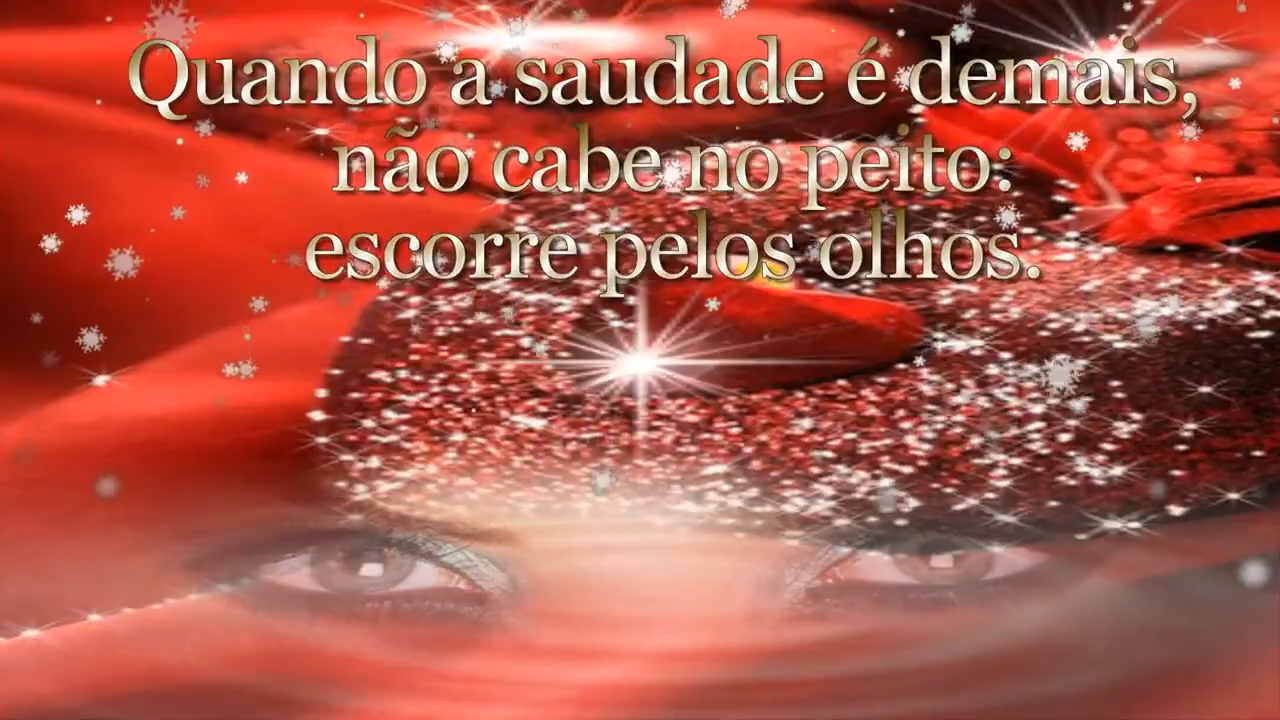 Quando a saudade é demais,
não cabe no peito:
escorre pelos olhos.